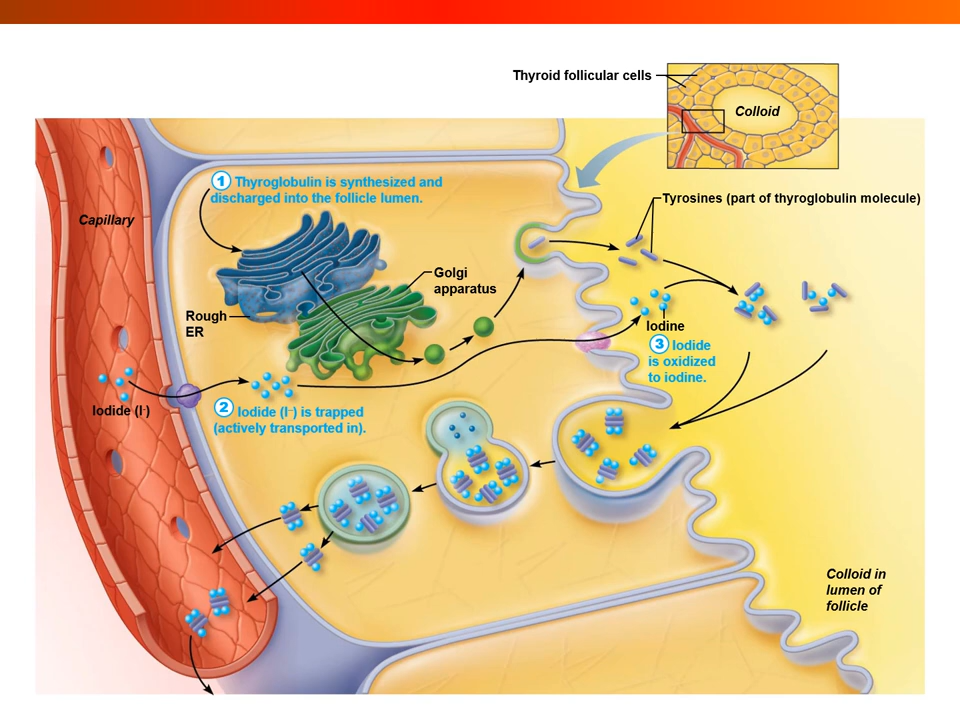 Thyroid follicular cells
Colloid
1 Thyroglobulin is synthesized and
discharged into the follicle lumen.
Capillary
Tyrosines (part of thyroglobulin molecule)
Golgi
apparatus
Rough
ER
Iodine
3 Iodide
is oxidized
to iodine.
Iodide (I-)
2 Iodide (I–) is trapped
(actively transported in).
Colloid in
lumen of
follicle